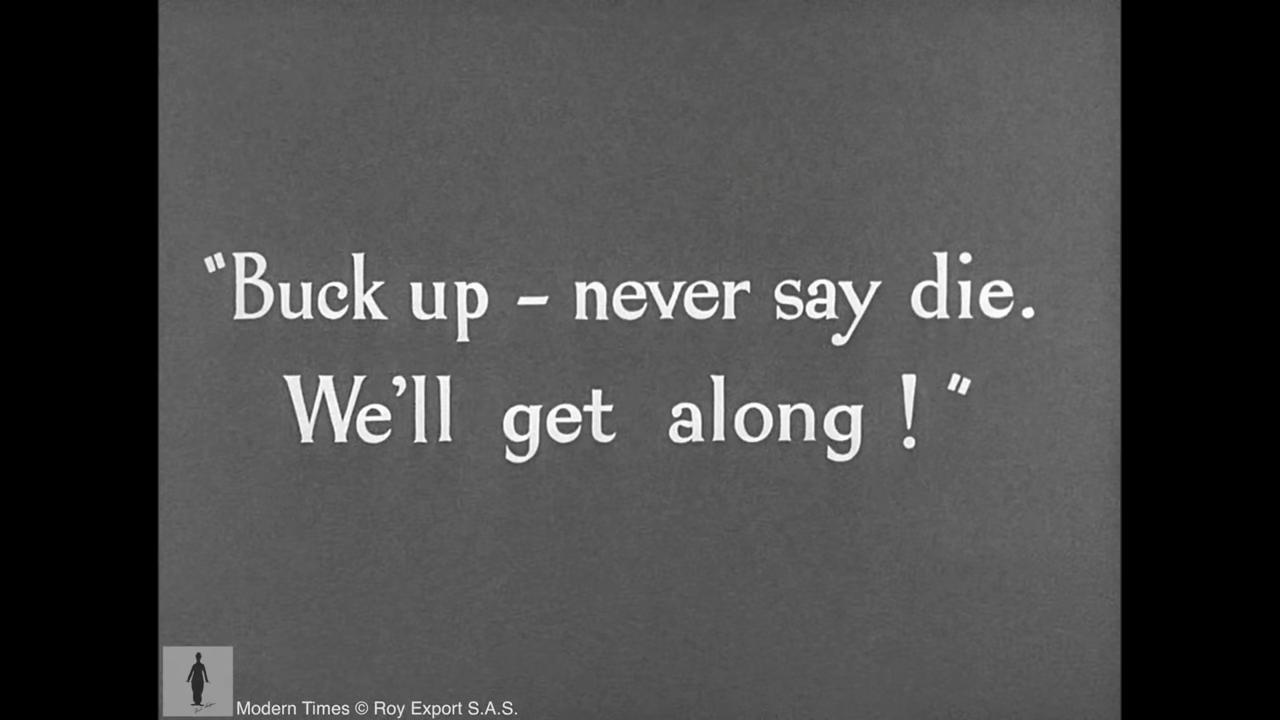 "Buck up – never say die.
We'll get along ! "
Modern Times © Roy Export S.A.S.